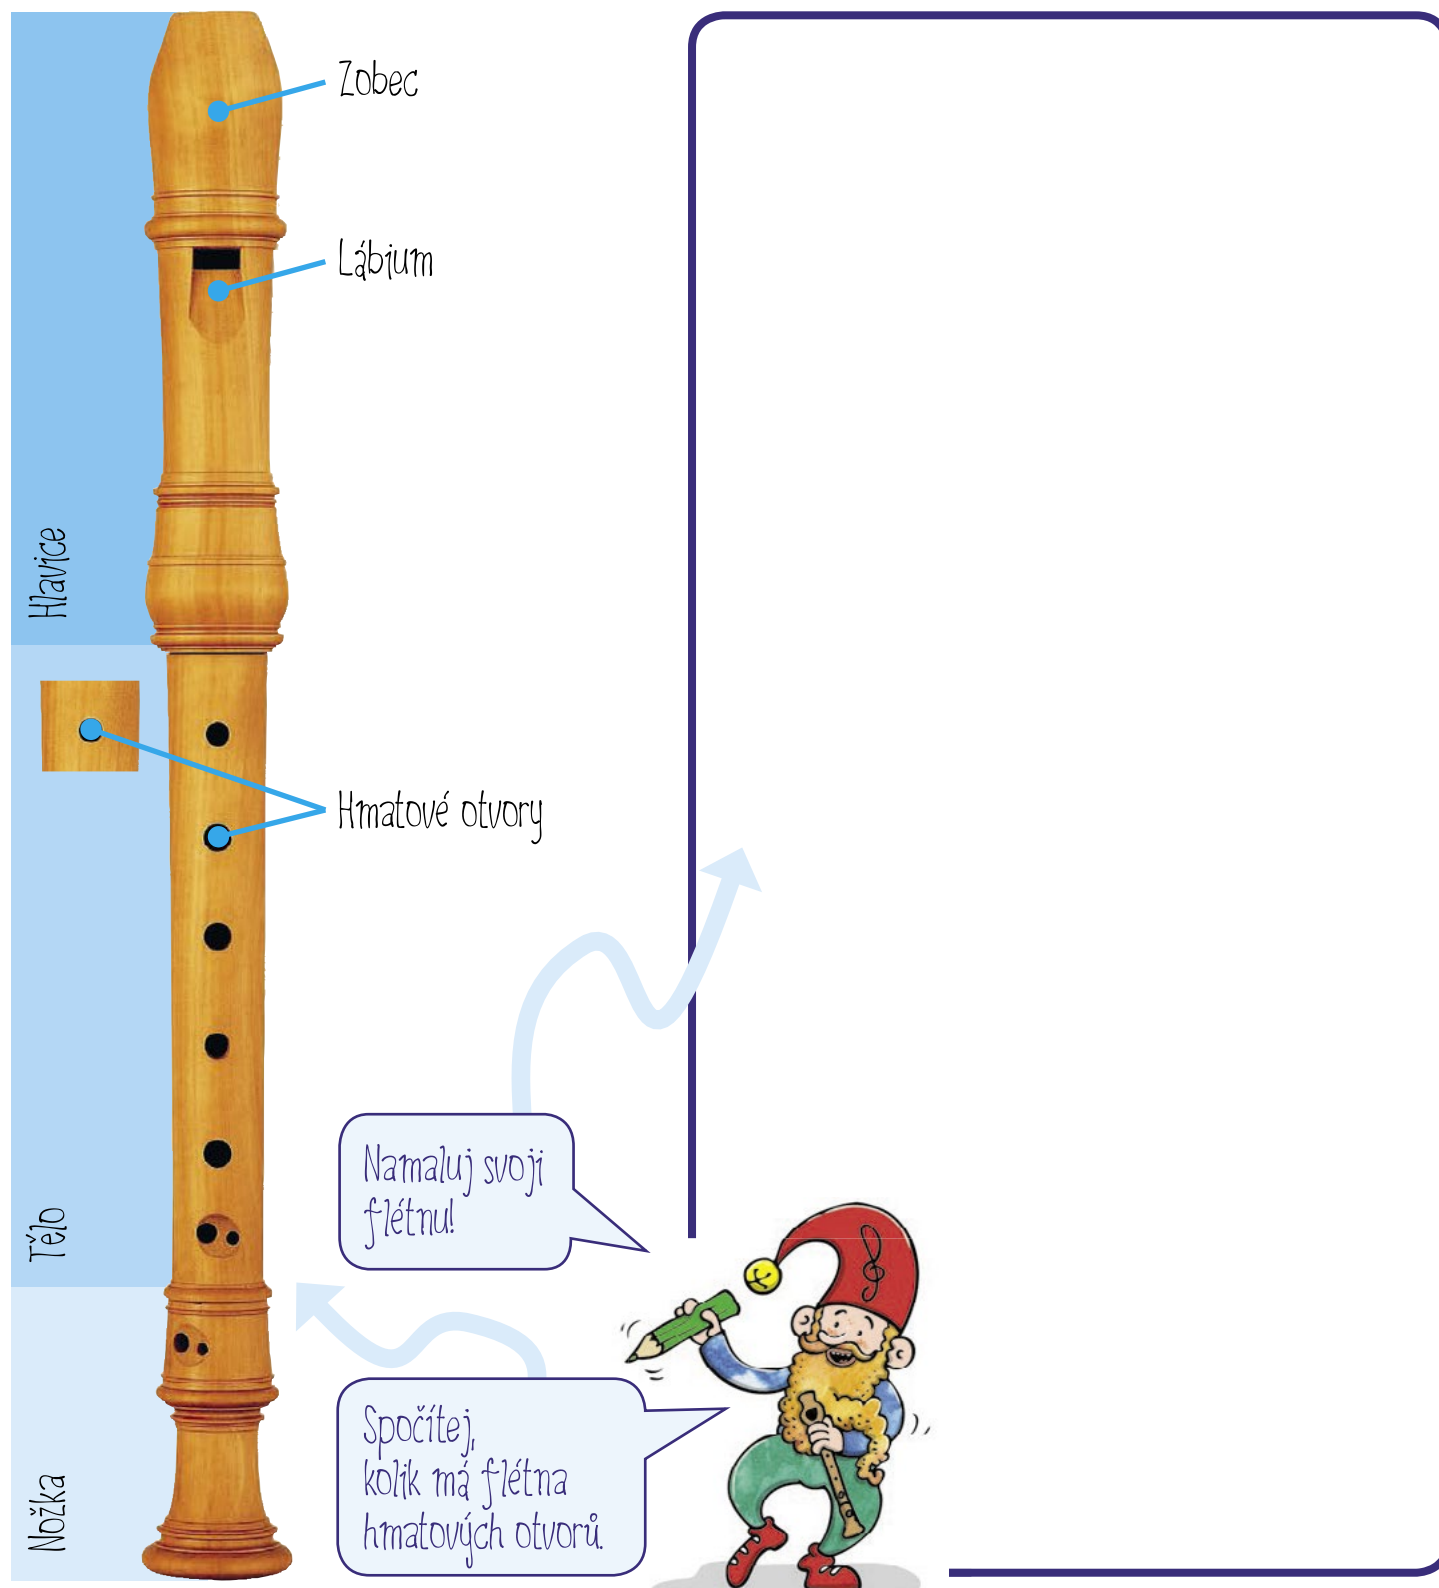 Zobec
Lábium
Hlavice
Hmatové otvory
Tělo
Namaluj svoji
flétnu!
Spočítej,
kolik má flétna
hmatových otvorů.
Nožka